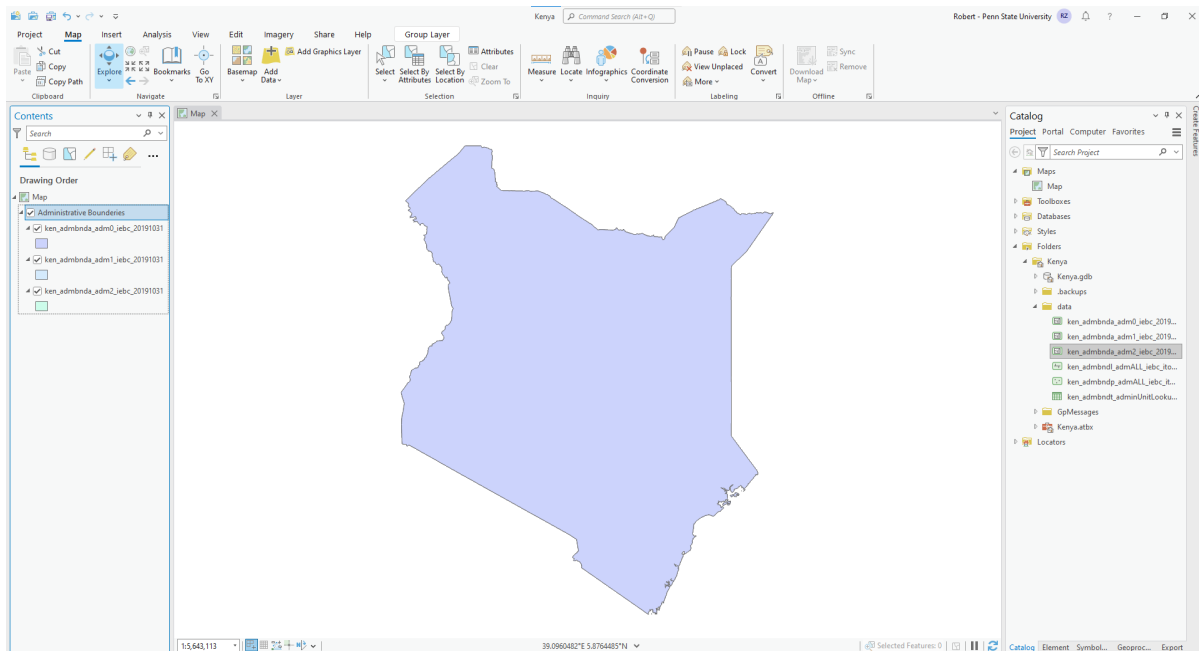 Kenya
Command Search (Alt+Q)
Robert - Penn State University
RZ
?
Project Map Insert Analysis View Edit Imagery Share Help Group Layer
Paste
Cut
Copy
Copy Path
Clipboard
Explore
Bookmarks
Go To XY
Navigate
Basemap
Add Data
Add Graphics Layer
Layer
Select
Select By Attributes
Select By Location
Attributes
Clear
Zoom To
Selection
Measure
Locate
Infographics
Coordinate Conversion
Inquiry
Pause
Lock
View Unplaced
More
Convert
Labeling
Download Map
Sync
Remove
Offline
Contents
Search
Drawing Order
Map
Administrative Bounderies
ken_admbnda_adm0_iebc_20191031
ken_admbnda_adm1_iebc_20191031
ken_admbnda_adm2_iebc_20191031
Map
1:5,643,113
39.0960482°E 5.8764485°N
Selected Features: 0
Catalog
Project Portal Computer Favorites
Search Project
Maps
Map
Toolboxes
Databases
Styles
Folders
Kenya
Kenya.gdb
.backups
data
ken_admbnda_adm0_iebc_2019...
ken_admbnda_adm1_iebc_2019...
ken_admbnda_adm2_iebc_2019...
ken_admbndl_admALL_iebc_ito...
ken_admbndp_admALL_iebc_it...
ken_admbndt_adminUnitLooku...
GpMessages
Kenya.atbx
Locators
Catalog Element Symbol... Geoproc... Export
Create Features